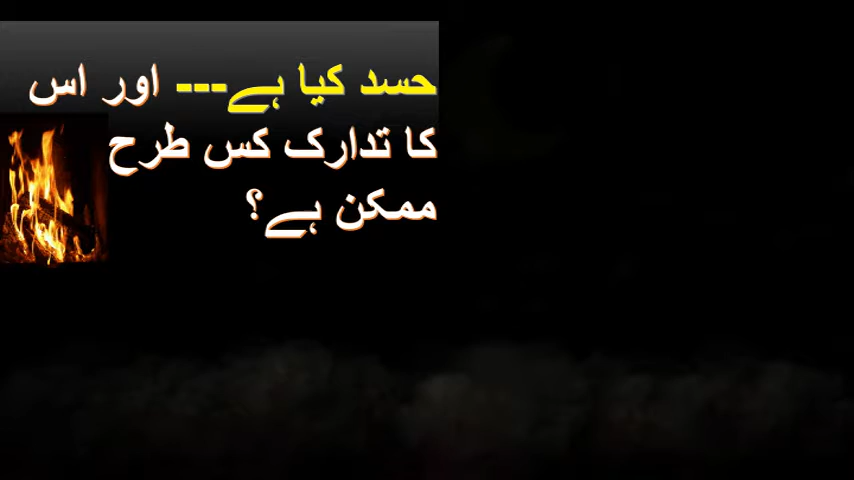 حسد کیا ہے--- اور اس
کا تدارک کس طرح
ممکن ہے؟